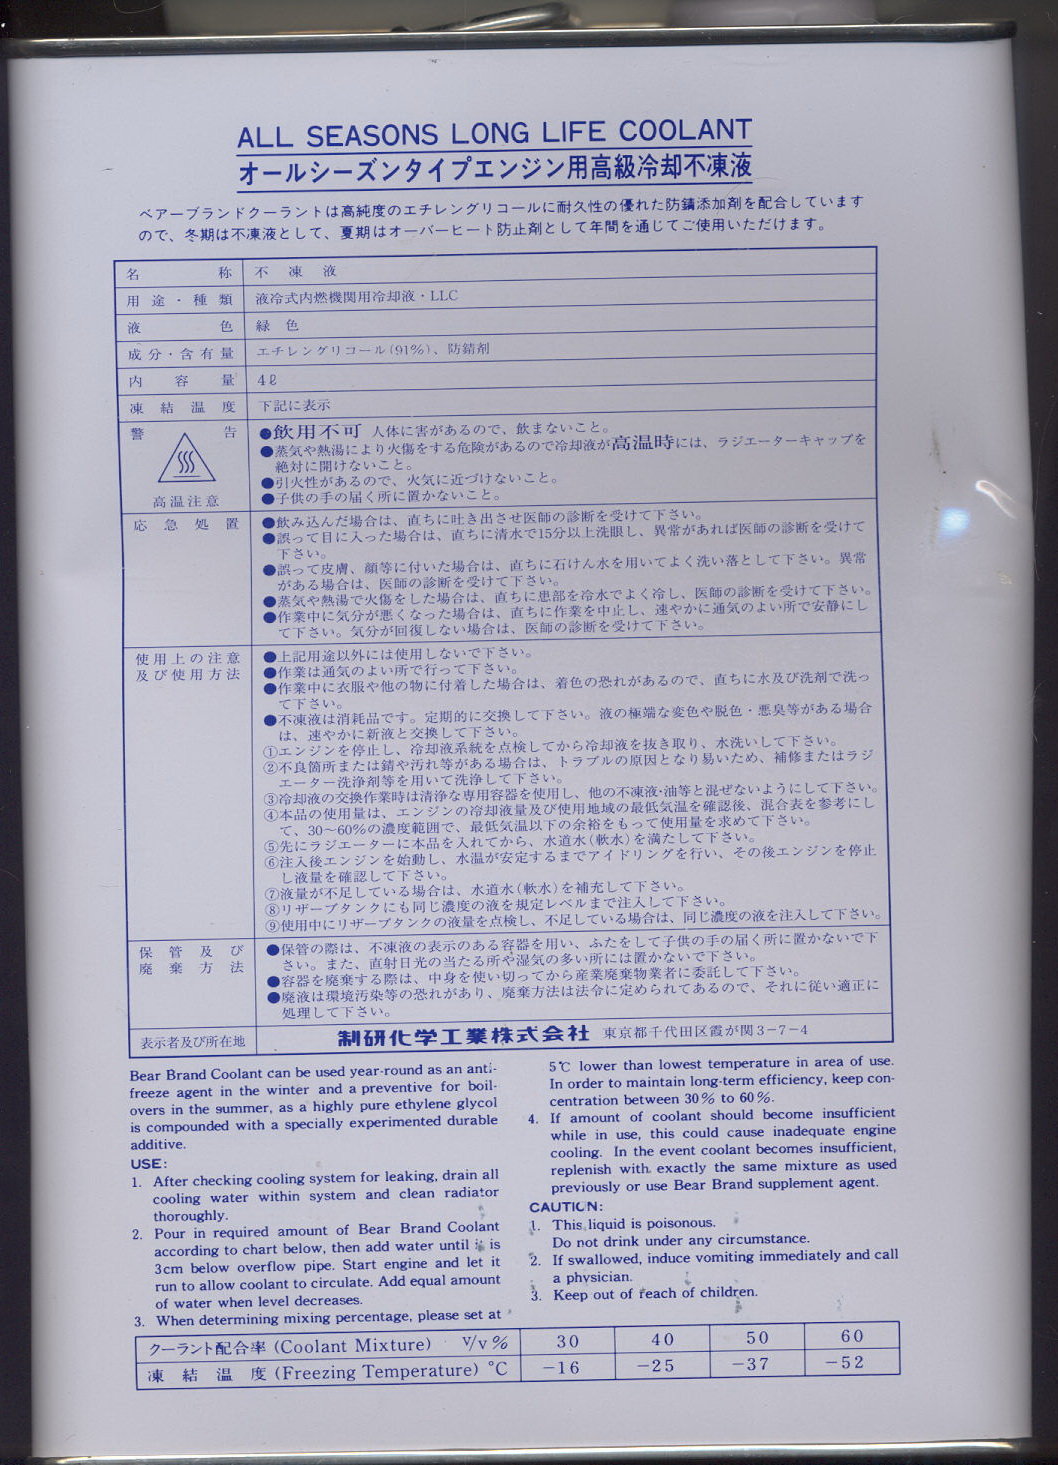 ALL SEASONS LONG LIFE COOLANT
オールシーズンタイプエンジン用高級冷却不凍液
ベアーブランドクーラントは高純度のエチレングリコールに耐久性の優れた防錆添加剤を配合しています
ので、冬期は不凍液として、夏期はオーバーヒート防止剤として年間を通じてご使用いただけます。
名称 不凍液
用途・種類 液冷式内燃機関用冷却液・LLC
液色 緑色
成分・含有量 エチレングリコール(91%)、防錆剤
内容量 4ℓ
凍結温度 下記に表示
警告
高温注意
●飲用不可 人体に害があるので、飲まないこと。
●蒸気や熱湯により火傷をする危険があるので冷却液が高温時には、ラジエーターキャップを
絶対に開けないこと。
●引火性があるので、火気に近づけないこと。
●子供の手の届く所に置かないこと。
応急処置
●飲み込んだ場合は、直ちに吐き出させ医師の診断を受けて下さい。
●誤って目に入った場合は、直ちに清水で15分以上洗眼し、異常があれば医師の診断を受けて
下さい。
●誤って皮膚、顔等に付いた場合は、直ちに石けん水を用いてよく洗い落として下さい。異常
がある場合は、医師の診断を受けて下さい。
●蒸気や熱湯で火傷をした場合は、直ちに患部を冷水でよく冷し、医師の診断を受けて下さい。
●作業中に気分が悪くなった場合は、直ちに作業を中止し、速やかに通気のよい所で安静にし
て下さい。気分が回復しない場合は、医師の診断を受けて下さい。
使用上の注意
及び使用方法
●上記用途以外には使用しないで下さい。
●作業は通気のよい所で行って下さい。
●作業中に衣服や他の物に付着した場合は、着色の恐れがあるので、直ちに水及び洗剤で洗っ
て下さい。
●不凍液は消耗品です。定期的に交換して下さい。液の極端な変色や脱色・悪臭等がある場合
は、速やかに新液と交換して下さい。
①エンジンを停止し、冷却液系統を点検してから冷却液を抜き取り、水洗いして下さい。
②不良箇所または錆や汚れ等がある場合は、トラブルの原因となり易いため、補修またはラジ
エーター洗浄剤等を用いて洗浄して下さい。
③冷却液の交換作業時は清浄な専用容器を使用し、他の不凍液・油等と混ぜないようにして下さい。
④本品の使用量は、エンジンの冷却液量及び使用地域の最低気温を確認後、混合表を参考にし
て、30〜60%の濃度範囲で、最低気温以下の余裕をもって使用量を求めて下さい。
⑤先にラジエーターに本品を入れてから、水道水(軟水)を満たして下さい。
⑥注入後エンジンを始動し、水温が安定するまでアイドリングを行い、その後エンジンを停止
し液量を確認して下さい。
⑦液量が不足している場合は、水道水(軟水)を補充して下さい。
⑧リザーブタンクにも同じ濃度の液を規定レベルまで注入して下さい。
⑨使用中にリザーブタンクの液量を点検し、不足している場合は、同じ濃度の液を注入して下さい。
保管及び
廃棄方法
●保管の際は、不凍液の表示のある容器を用い、ふたをして子供の手の届く所に置かないで下
さい。また、直射日光の当たる所や湿気の多い所には置かないで下さい。
●容器を廃棄する際は、中身を使い切ってから産業廃棄物業者に委託して下さい。
●廃液は環境汚染等の恐れがあり、廃棄方法は法令に定められてあるので、それに従い適正に
処理して下さい。
表示者及び所在地 制研化学工業株式会社 東京都千代田区霞が関3-7-4
Bear Brand Coolant can be used year-round as an anti-
freeze agent in the winter and a preventive for boil-
overs in the summer, as a highly pure ethylene glycol
is compounded with a specially experimented durable
additive.
USE:
1. After checking cooling system for leaking, drain all
cooling water within system and clean radiator
thoroughly.
2. Pour in required amount of Bear Brand Coolant
according to chart below, then add water until it is
3cm below overflow pipe. Start engine and let it
run to allow coolant to circulate. Add equal amount
of water when level decreases.
3. When determining mixing percentage, please set at
5℃ lower than lowest temperature in area of use.
In order to maintain long-term efficiency, keep con-
centration between 30% to 60%.
4. If amount of coolant should become insufficient
while in use, this could cause inadequate engine
cooling. In the event coolant becomes insufficient,
replenish with exactly the same mixture as used
previously or use Bear Brand supplement agent.
CAUTION:
1. This liquid is poisonous.
Do not drink under any circumstance.
2. If swallowed, induce vomiting immediately and call
a physician.
3. Keep out of reach of children.
クーラント配合率 (Coolant Mixture) V/v % 30 40 50 60
凍結温度 (Freezing Temperature) °C −16 −25 −37 −52